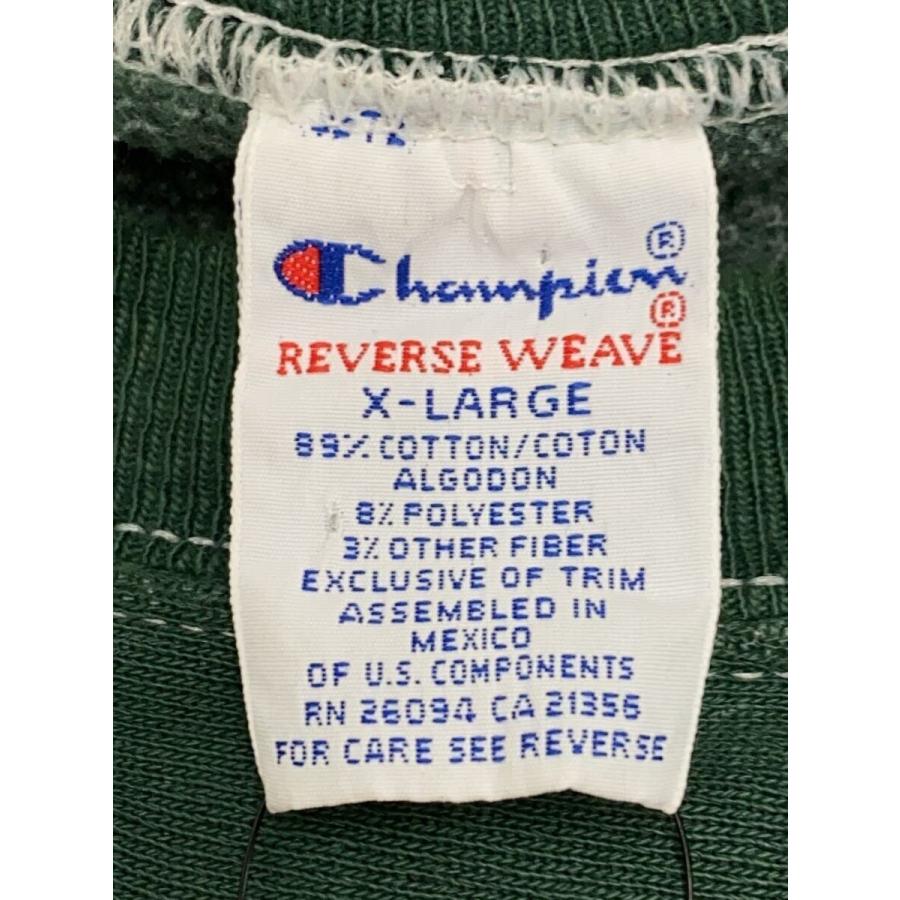 Champion ®
REVERSE WEAVE ®
X-LARGE
89% COTTON/COTON
ALGODON
8% POLYESTER
3% OTHER FIBER
EXCLUSIVE OF TRIM
ASSEMBLED IN
MEXICO
OF U.S. COMPONENTS
RN 26094 CA 21356
FOR CARE SEE REVERSE